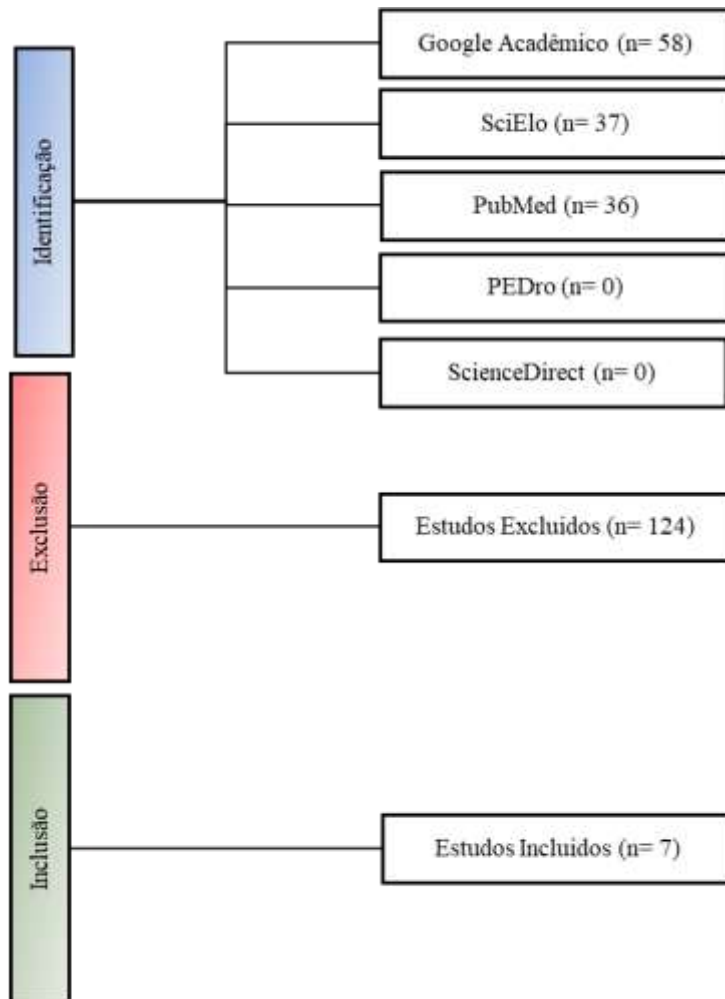 Identificação
Google Acadêmico (n= 58)
SciElo (n= 37)
PubMed (n= 36)
PEDro (n= 0)
ScienceDirect (n= 0)
Exclusão
Estudos Excluidos (n= 124)
Inclusão
Estudos Incluidos (n= 7)